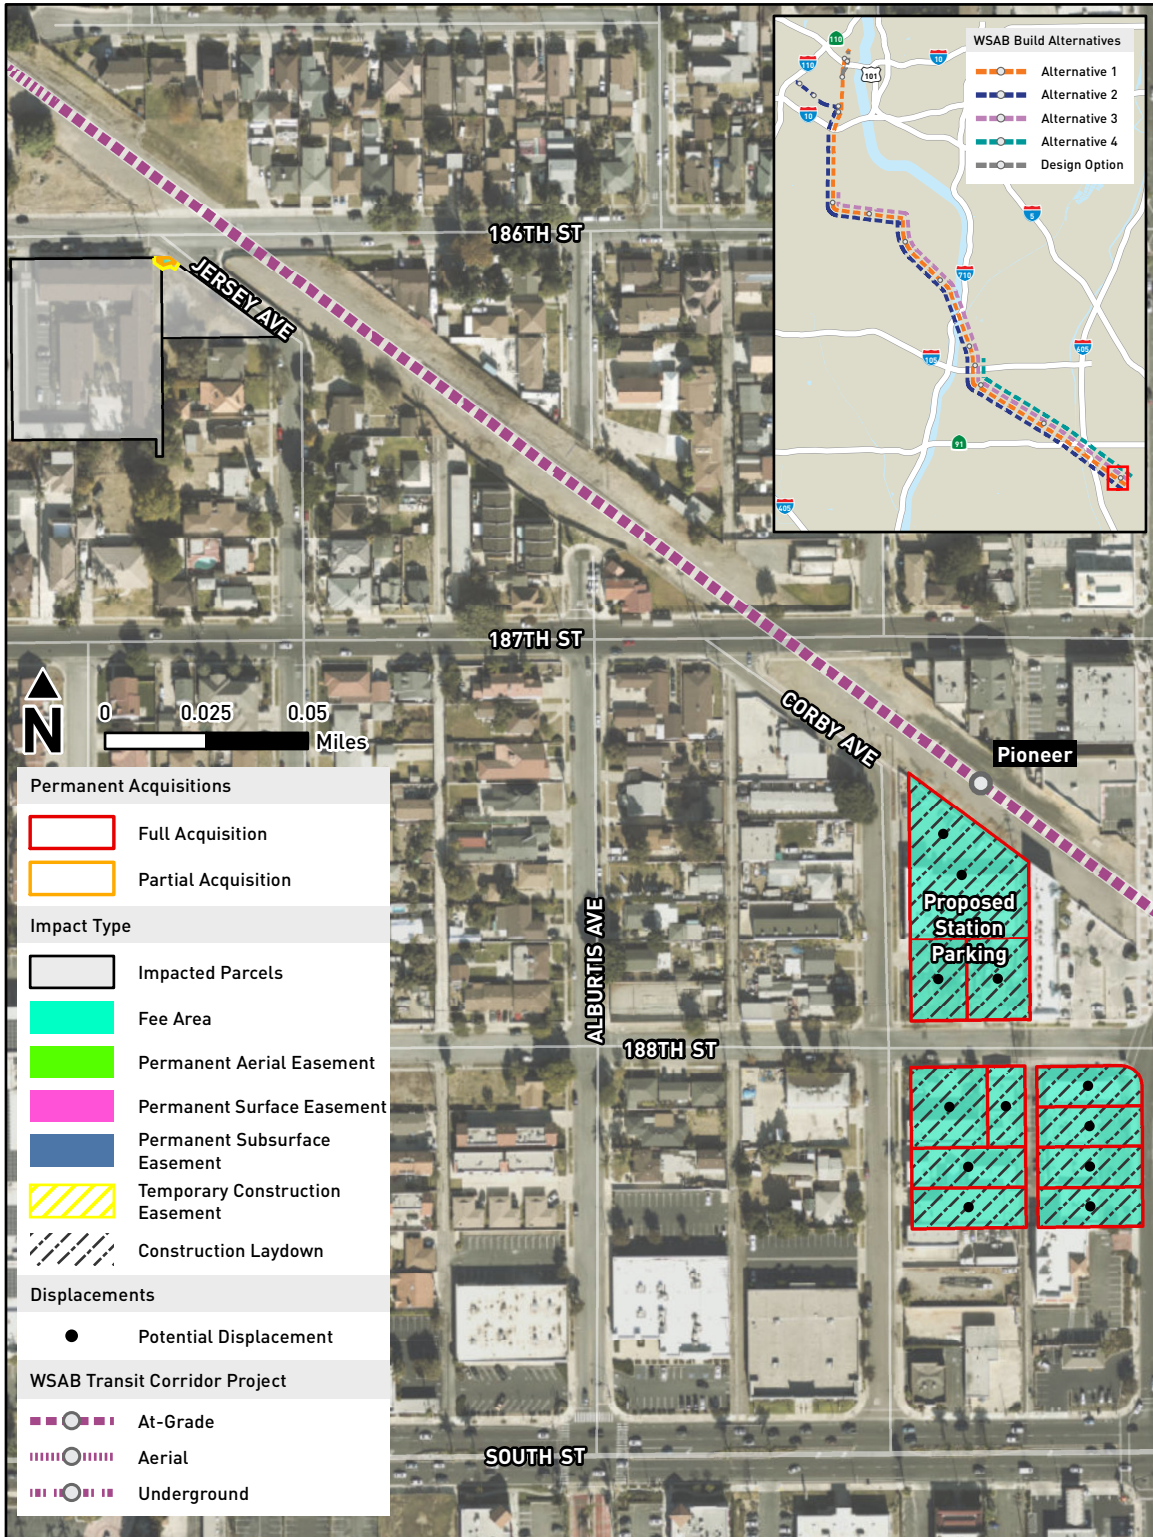 WSAB Build Alternatives
Alternative 1
Alternative 2
Alternative 3
Alternative 4
Design Option
110
110
101
10
10
5
710
105
605
91
405
186TH ST
JERSEY AVE
187TH ST
CORBY AVE
Pioneer
ALBURTIS AVE
Proposed
Station
Parking
188TH ST
SOUTH ST
N
0 0.025 0.05
Miles
Permanent Acquisitions
Full Acquisition
Partial Acquisition
Impact Type
Impacted Parcels
Fee Area
Permanent Aerial Easement
Permanent Surface Easement
Permanent Subsurface
Easement
Temporary Construction
Easement
Construction Laydown
Displacements
Potential Displacement
WSAB Transit Corridor Project
At-Grade
Aerial
Underground